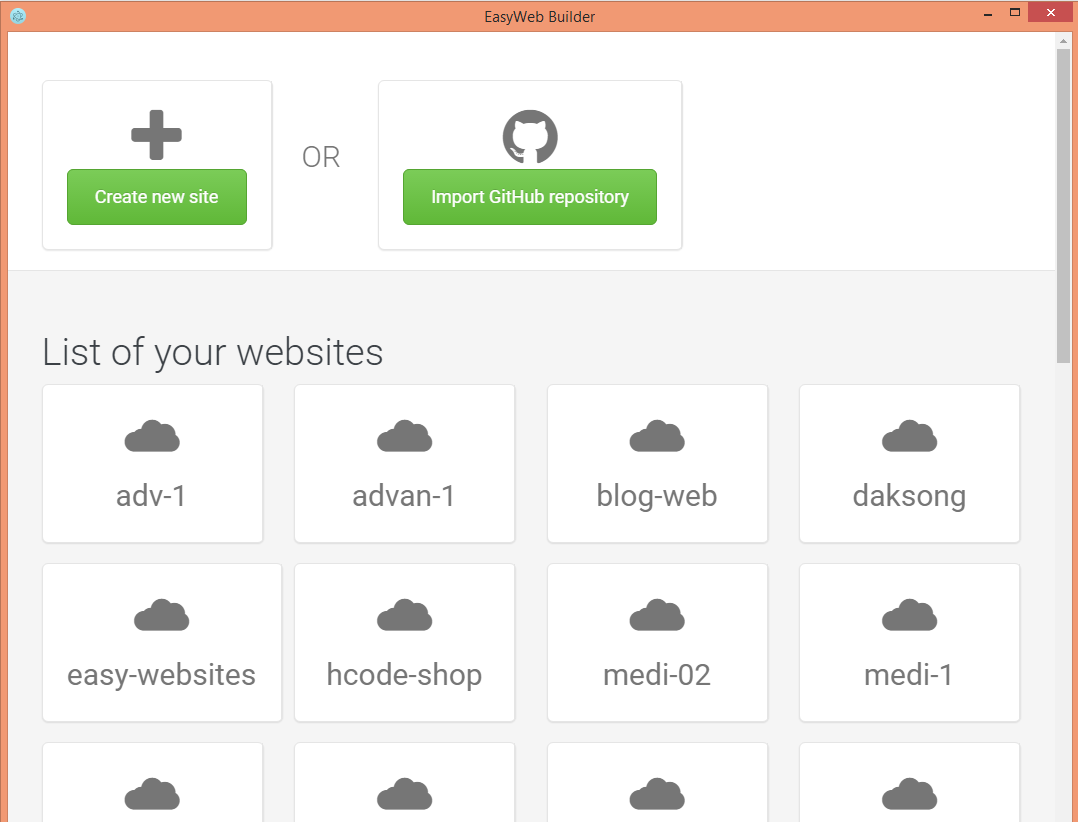 EasyWeb Builder
OR
Create new site
Import GitHub repository
List of your websites
adv-1
advan-1
blog-web
daksong
easy-websites
hcode-shop
medi-02
medi-1